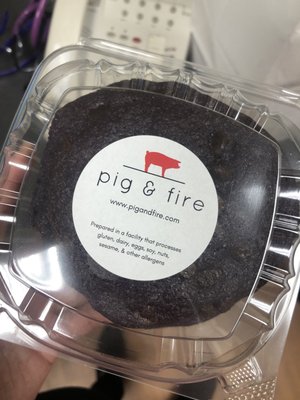 pig & fire
www.pigandfire.com
Prepared in a facility that processes
gluten, dairy, eggs, soy, nuts,
sesame, & other allergens